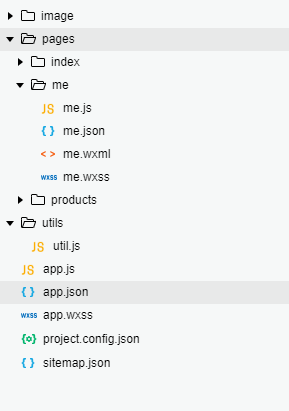 image
pages
index
me
JS me.js
{ } me.json
< > me.wxml
wxss me.wxss
products
utils
JS util.js
JS app.js
{ } app.json
wxss app.wxss
{o} project.config.json
{ } sitemap.json